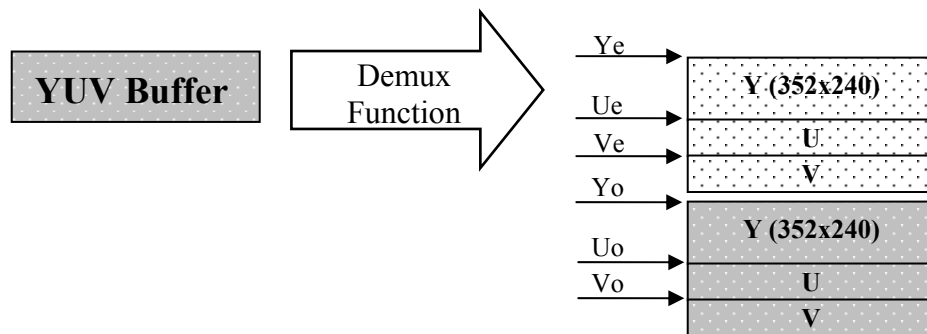 YUV Buffer
Demux
Function
Ye
Y (352x240)
Ue
U
Ve
V
Yo
Y (352x240)
Uo
U
Vo
V